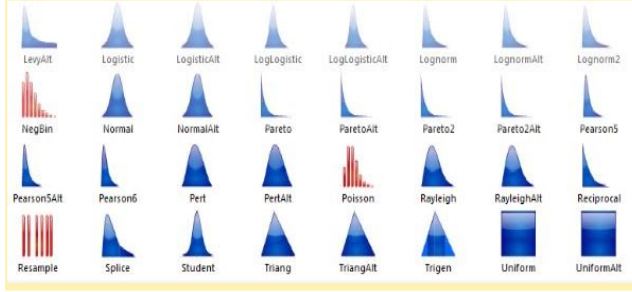 LevyAlt Logistic LogisticAlt LogLogistic LogLogisticAlt Lognorm LognormAlt Lognorm2
NegBin Normal NormalAlt Pareto ParetoAlt Pareto2 Pareto2Alt Pearson5
Pearson5Alt Pearson6 Pert PertAlt Poisson Rayleigh RayleighAlt Reciprocal
Resample Splice Student Triang TriangAlt Trigen Uniform UniformAlt